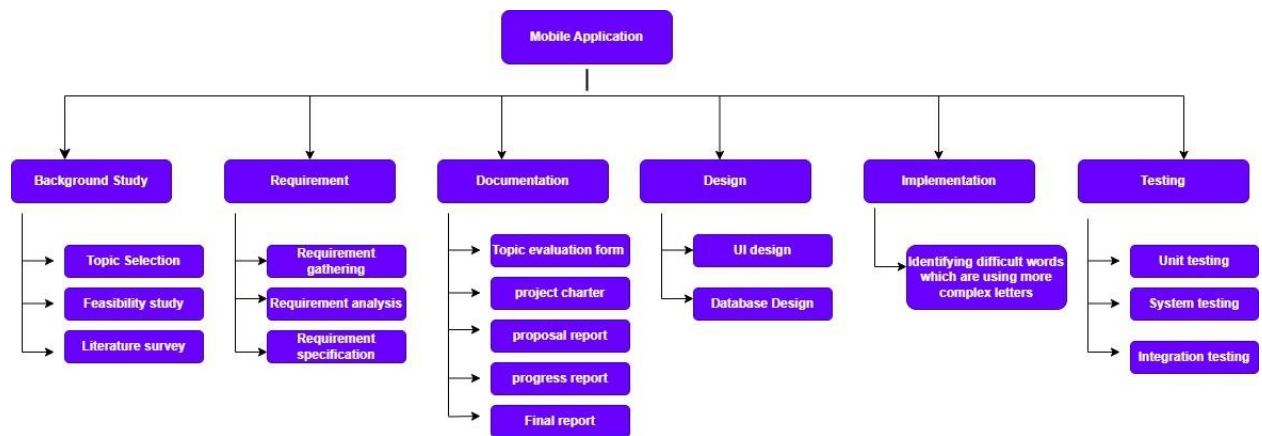 Mobile Application
Background Study
Requirement
Documentation
Design
Implementation
Testing
Topic Selection
Feasibility study
Literature survey
Requirement
gathering
Requirement analysis
Requirement
specification
Topic evaluation form
project charter
proposal report
progress report
Final report
UI design
Database Design
Identifying difficult words
which are using more
complex letters
Unit testing
System testing
Integration testing